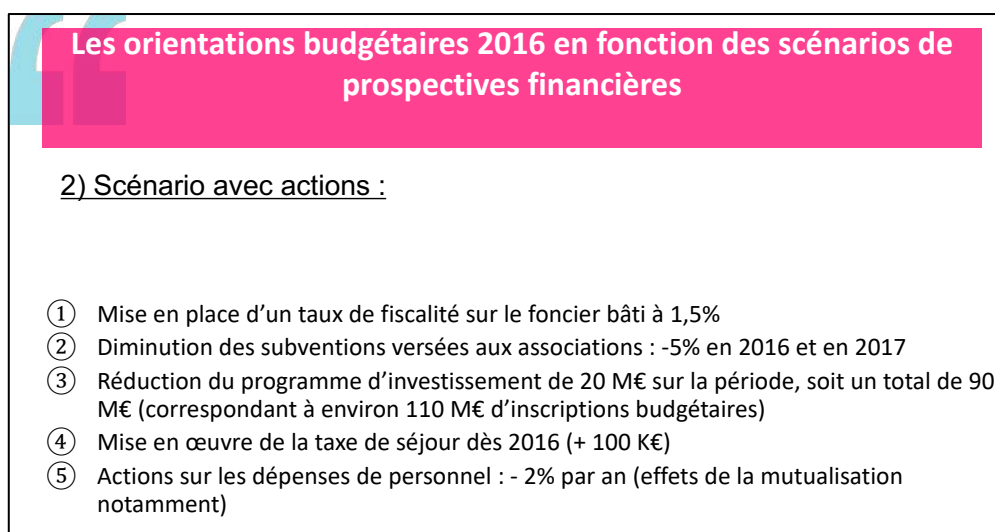 Les orientations budgétaires 2016 en fonction des scénarios de
prospectives financières
2) Scénario avec actions :
① Mise en place d’un taux de fiscalité sur le foncier bâti à 1,5%
② Diminution des subventions versées aux associations : -5% en 2016 et en 2017
③ Réduction du programme d’investissement de 20 M€ sur la période, soit un total de 90
M€ (correspondant à environ 110 M€ d’inscriptions budgétaires)
④ Mise en œuvre de la taxe de séjour dès 2016 (+ 100 K€)
⑤ Actions sur les dépenses de personnel : - 2% par an (effets de la mutualisation
notamment)